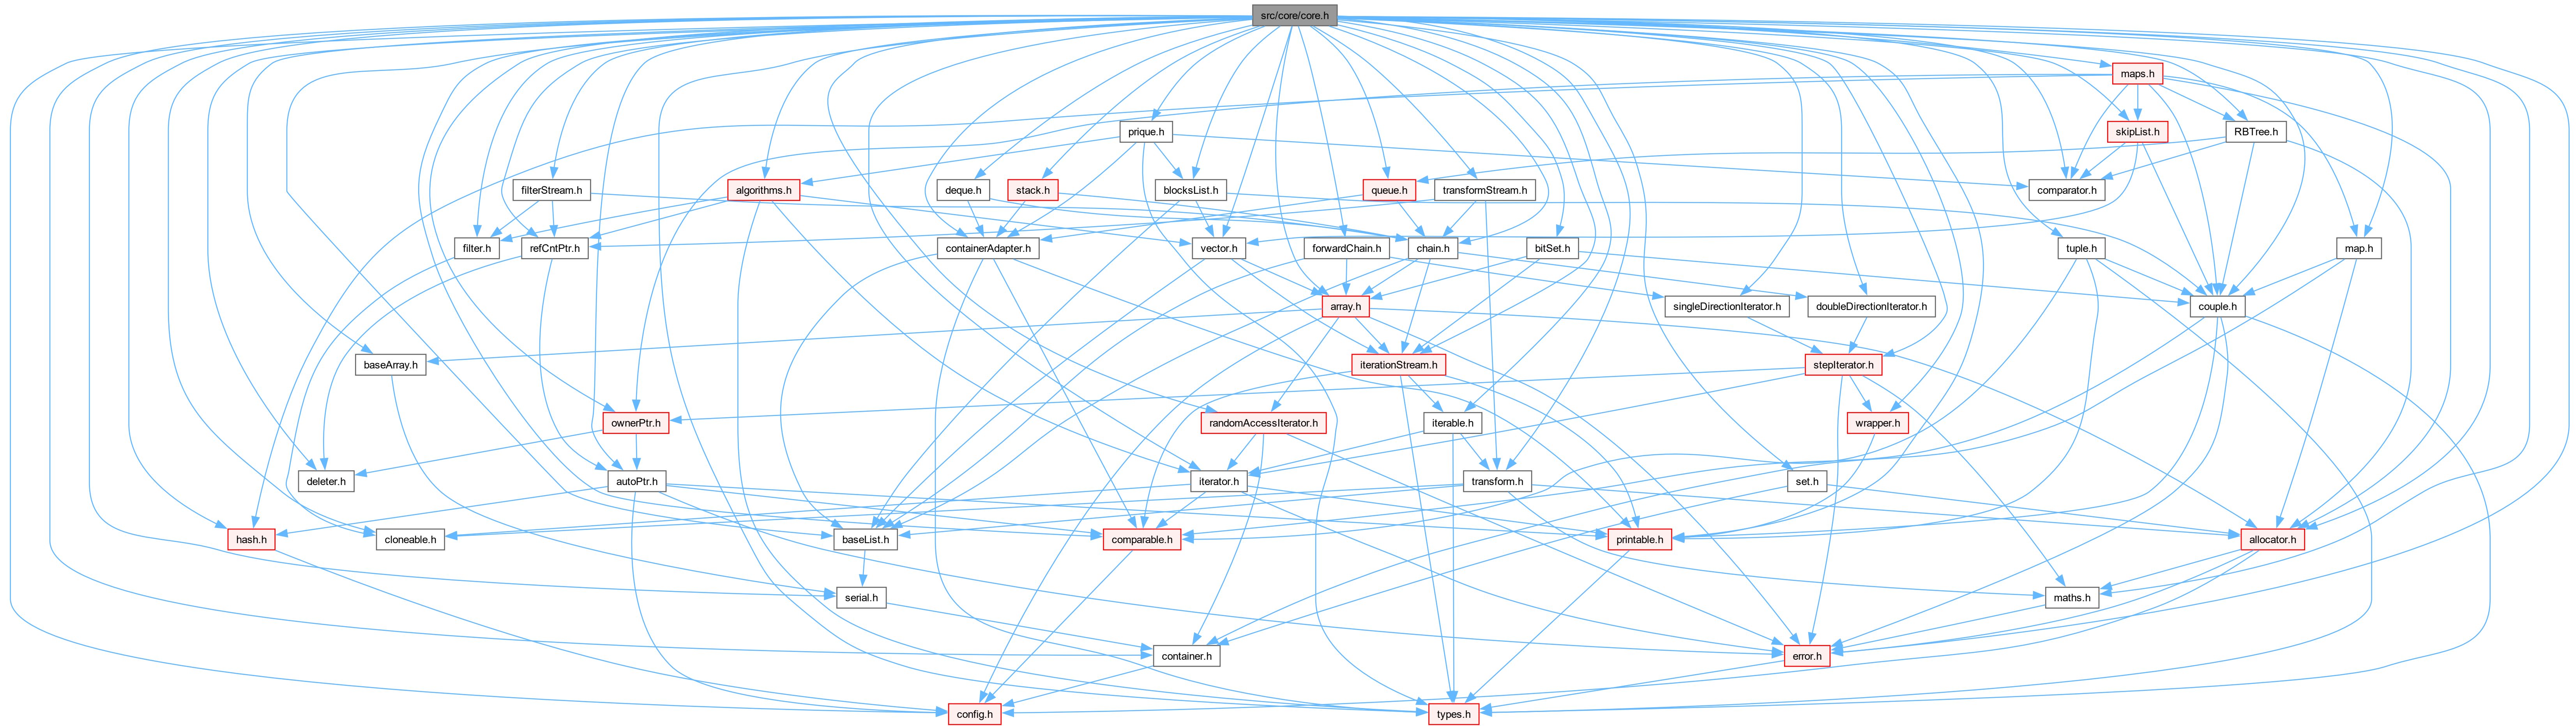 src/core/core.h
maps.h
prique.h
skipList.h
RBTree.h
filterStream.h
algorithms.h
deque.h
stack.h
blocksList.h
queue.h
transformStream.h
comparator.h
filter.h
refCntPtr.h
containerAdapter.h
vector.h
forwardChain.h
chain.h
bitSet.h
tuple.h
map.h
array.h
singleDirectionIterator.h
doubleDirectionIterator.h
couple.h
baseArray.h
iterationStream.h
stepIterator.h
ownerPtr.h
randomAccessIterator.h
iterable.h
wrapper.h
deleter.h
autoPtr.h
iterator.h
transform.h
set.h
hash.h
cloneable.h
baseList.h
comparable.h
printable.h
allocator.h
serial.h
maths.h
container.h
error.h
config.h
types.h